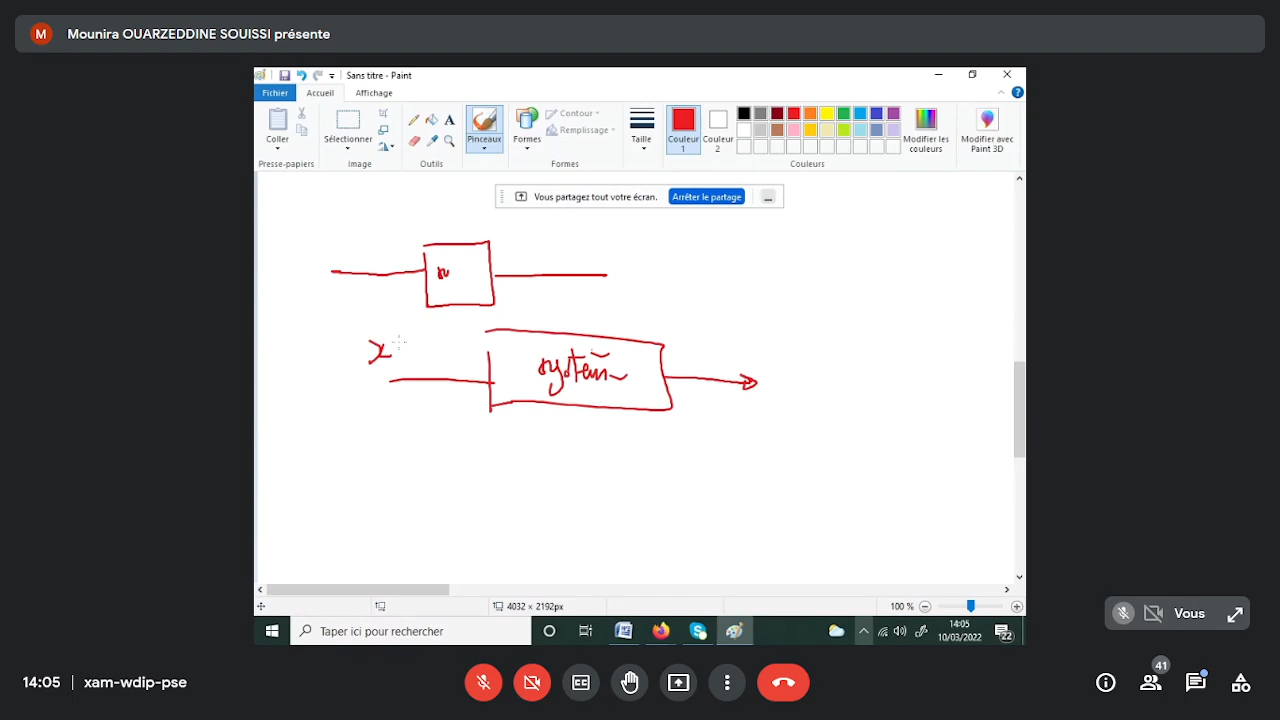 M Mounira OUARZEDDINE SOUISSI présente
Sans titre - Paint
Fichier Accueil Affichage
Coller
Sélectionner
A
Pinceaux
Formes
Contour
Remplissage
Taille
Couleur 1
Couleur 2
Modifier les couleurs
Modifier avec Paint 3D
Presse-papiers Image Outils Formes Couleurs
Vous partagez tout votre écran. Arrêter le partage
x
4032 × 2192px 100 %
Taper ici pour rechercher
14:05
10/03/2022
22
Vous
41
14:05 | xam-wdip-pse